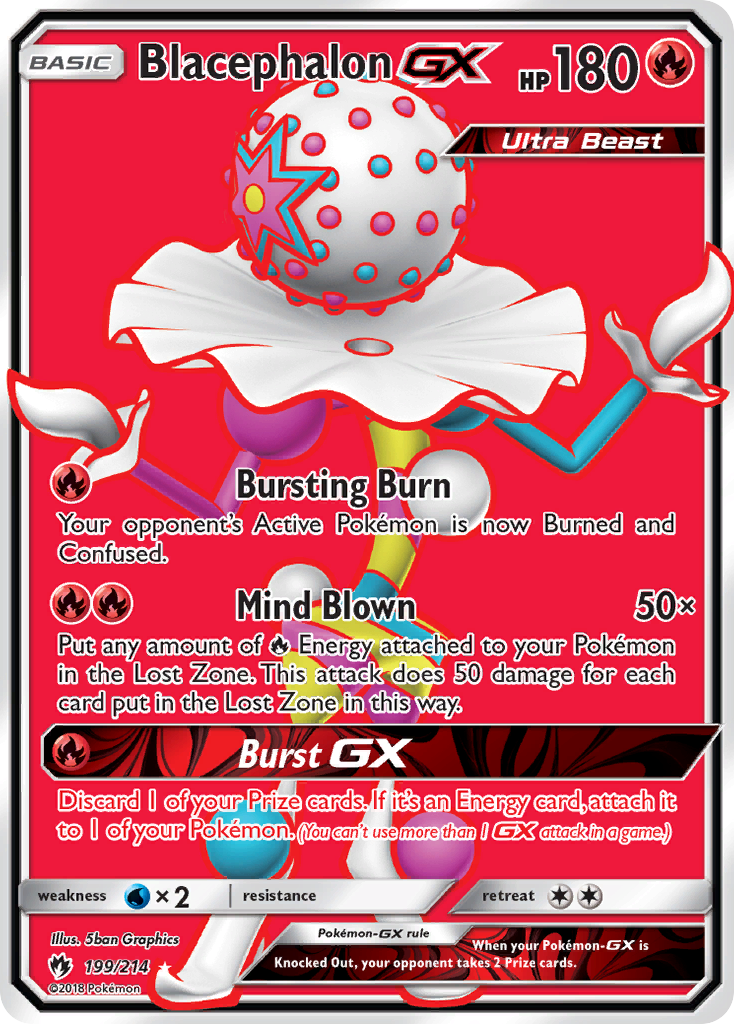 BASIC Blacephalon GX HP 180
Ultra Beast
Bursting Burn
Your opponent's Active Pokémon is now Burned and
Confused.
Mind Blown 50×
Put any amount of Energy attached to your Pokémon
in the Lost Zone. This attack does 50 damage for each
card put in the Lost Zone in this way.
Burst GX
Discard 1 of your Prize cards. If it's an Energy card, attach it
to 1 of your Pokémon. (You can't use more than 1 GX attack in a game.)
weakness ×2 resistance retreat
Illus. 5ban Graphics
199/214
©2018 Pokémon
Pokémon-GX rule
When your Pokémon-GX is
Knocked Out, your opponent takes 2 Prize cards.